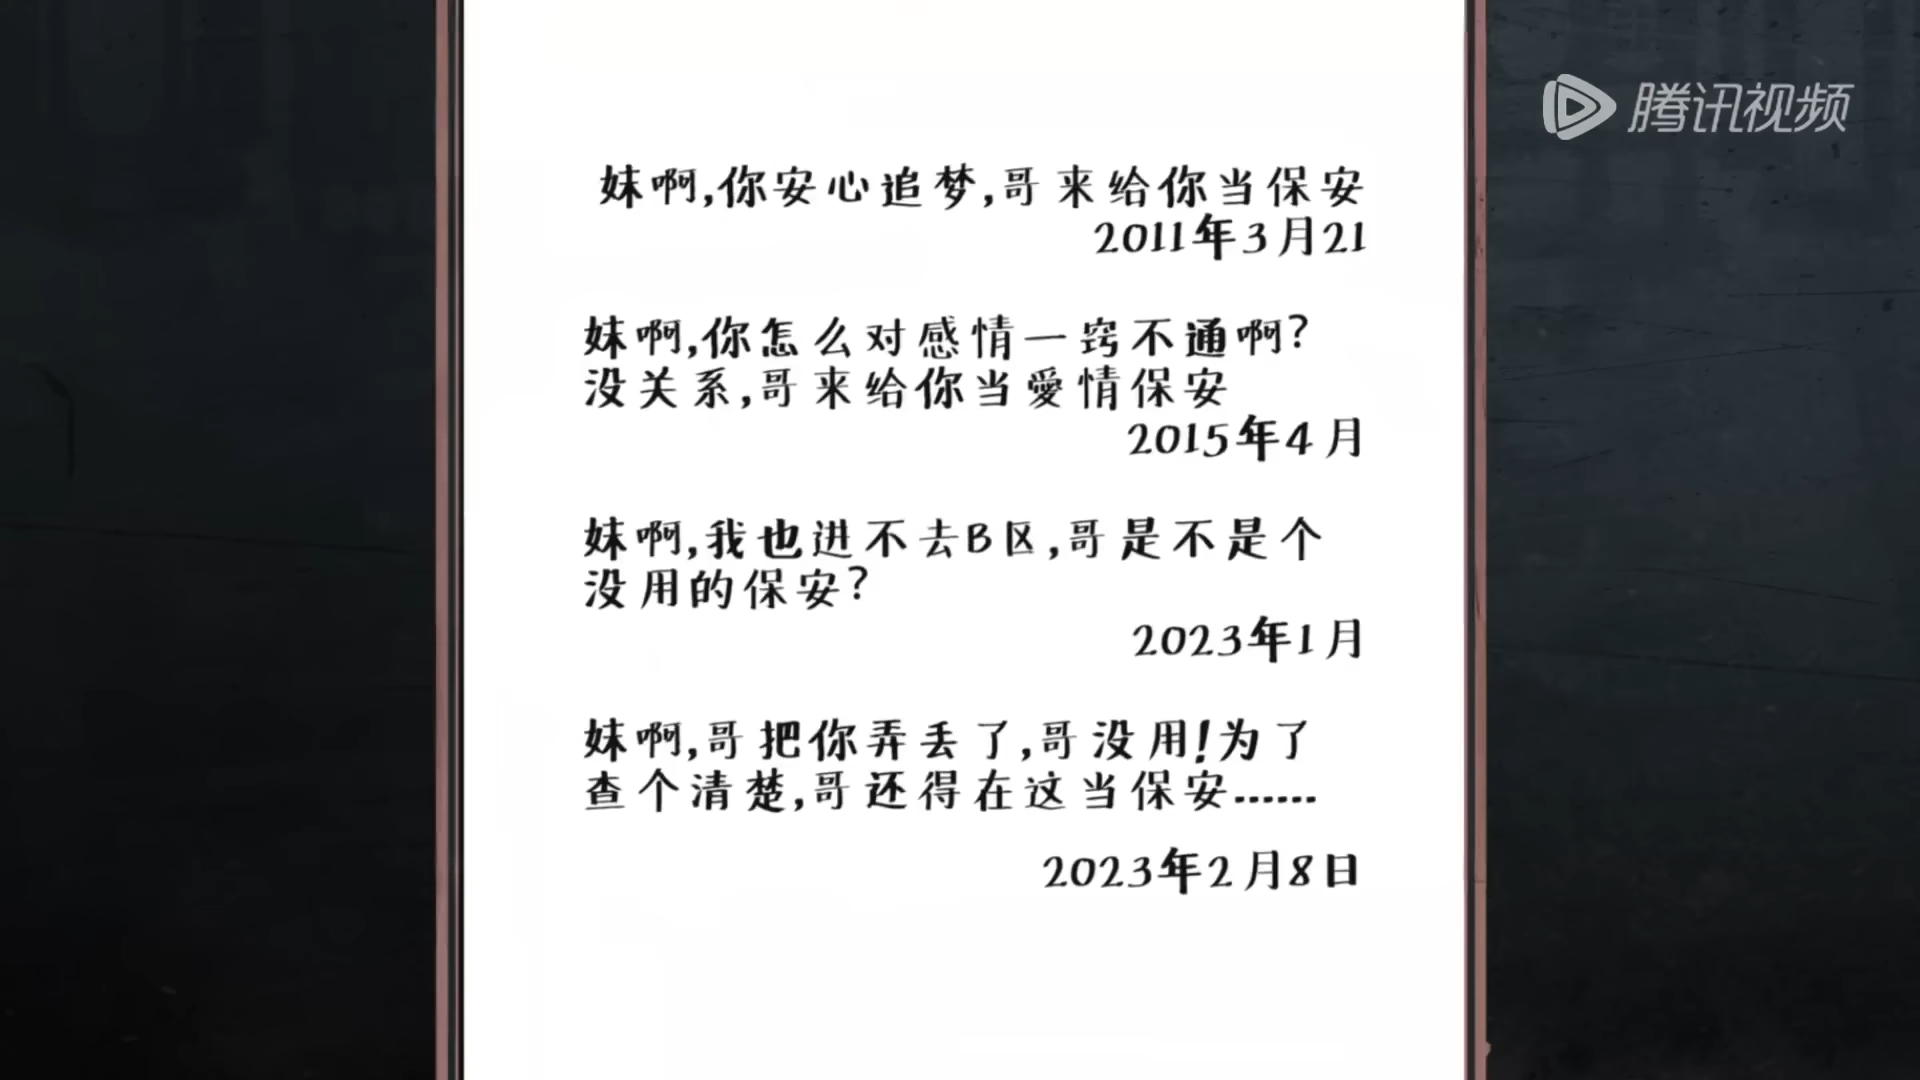 腾讯视频
妹啊,你安心追梦,哥来给你当保安
2011年3月21
妹啊,你怎么对感情一窍不通啊?
没关系,哥来给你当愛情保安
2015年4月
妹啊,我也进不去B区,哥是不是个
没用的保安?
2023年1月
妹啊,哥把你弄丢了,哥没用!为了
查个清楚,哥还得在这当保安......
2023年2月8日